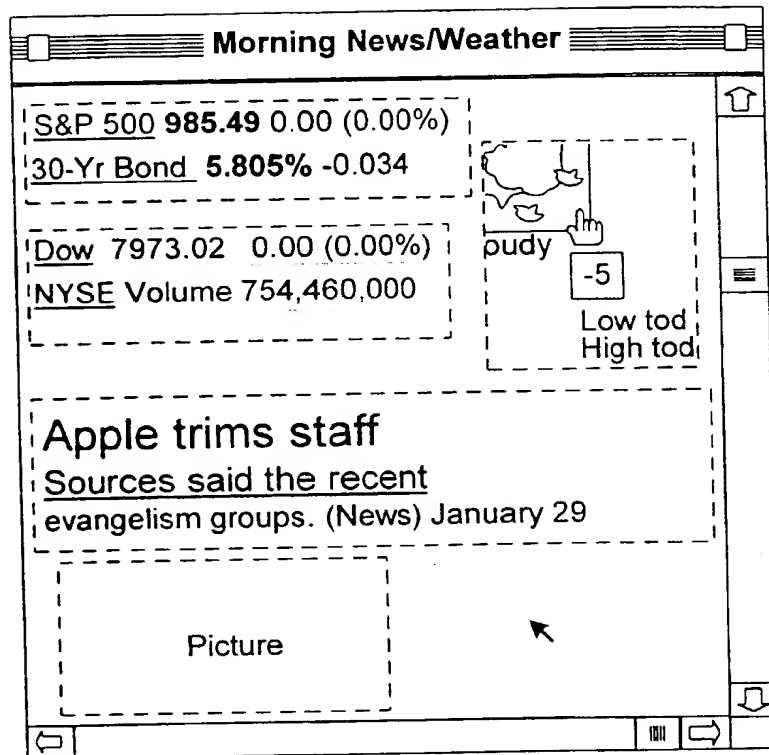 Morning News/Weather
S&P 500 985.49 0.00 (0.00%)
30-Yr Bond 5.805% -0.034
Dow 7973.02 0.00 (0.00%)
NYSE Volume 754,460,000
oudy
-5
Low tod
High tod
Apple trims staff
Sources said the recent
evangelism groups. (News) January 29
Picture